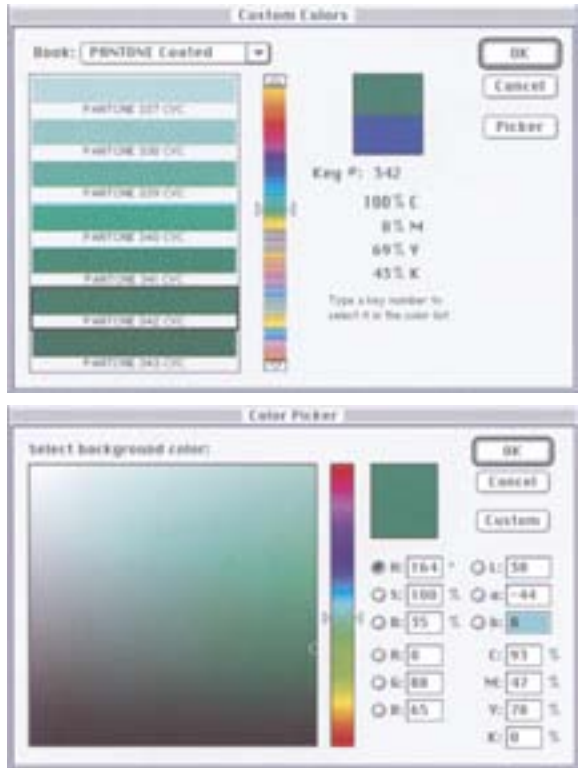 Custom Colors
Book: PANTONE Coated
OK
Cancel
Picker
PANTONE 337 CVC
PANTONE 338 CVC
PANTONE 339 CVC
PANTONE 340 CVC
PANTONE 341 CVC
PANTONE 342 CVC
PANTONE 343 CVC
Key #: 342
100% C
0% M
69% Y
43% K
Type a key number to
select it in the color list
Color Picker
Select background color:
OK
Cancel
Custom
H: 164 °
S: 100 %
B: 35 %
R: 0
G: 88
B: 65
L: 30
a: -44
b: 8
C: 93 %
M: 47 %
Y: 78 %
K: 0 %